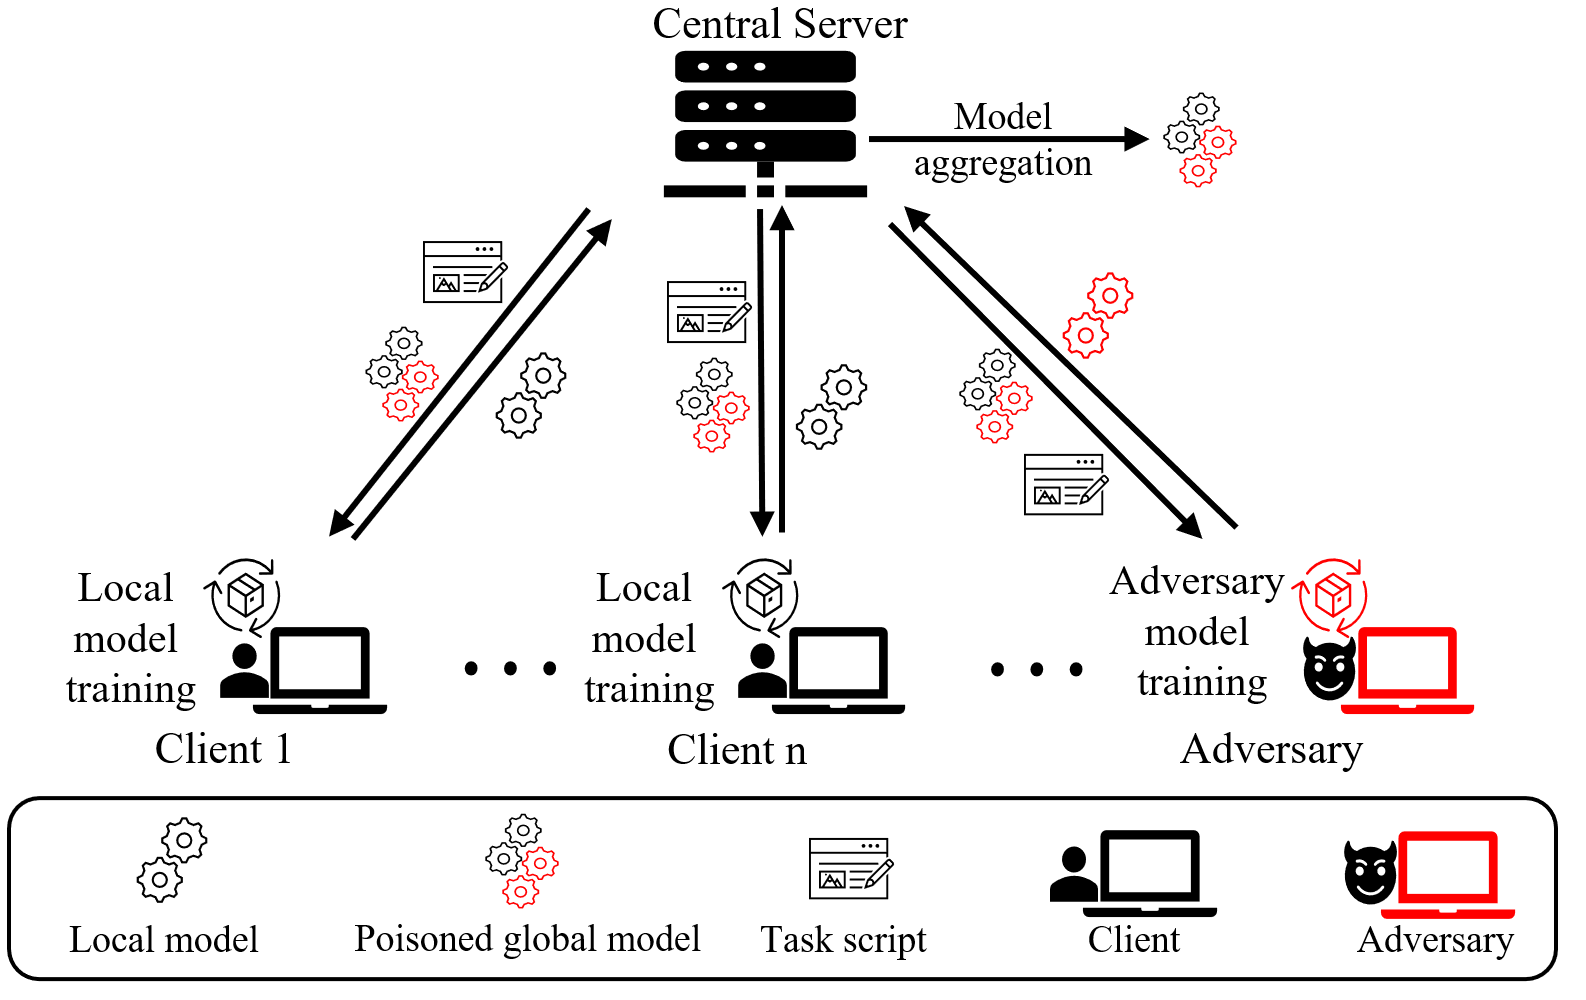 Central Server
Model
aggregation
Local
model
training
Client 1
Local
model
training
Client n
Adversary
model
training
Adversary
Local model
Poisoned global model
Task script
Client
Adversary